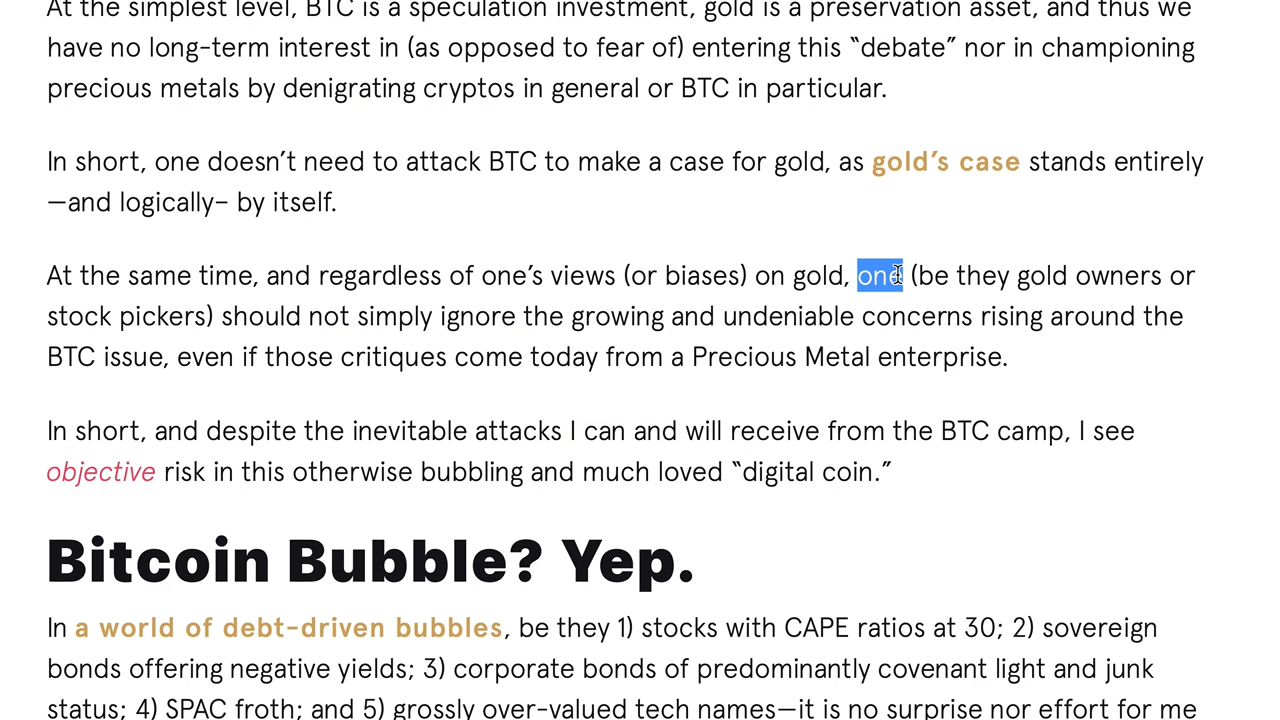 At the simplest level, BTC is a speculation investment, gold is a preservation asset, and thus we
have no long-term interest in (as opposed to fear of) entering this “debate” nor in championing
precious metals by denigrating cryptos in general or BTC in particular.
In short, one doesn’t need to attack BTC to make a case for gold, as gold’s case stands entirely
—and logically– by itself.
At the same time, and regardless of one’s views (or biases) on gold, one (be they gold owners or
stock pickers) should not simply ignore the growing and undeniable concerns rising around the
BTC issue, even if those critiques come today from a Precious Metal enterprise.
In short, and despite the inevitable attacks I can and will receive from the BTC camp, I see
objective risk in this otherwise bubbling and much loved “digital coin.”
Bitcoin Bubble? Yep.
In a world of debt-driven bubbles, be they 1) stocks with CAPE ratios at 30; 2) sovereign
bonds offering negative yields; 3) corporate bonds of predominantly covenant light and junk
status; 4) SPAC froth; and 5) grossly over-valued tech names—it is no surprise nor effort for me